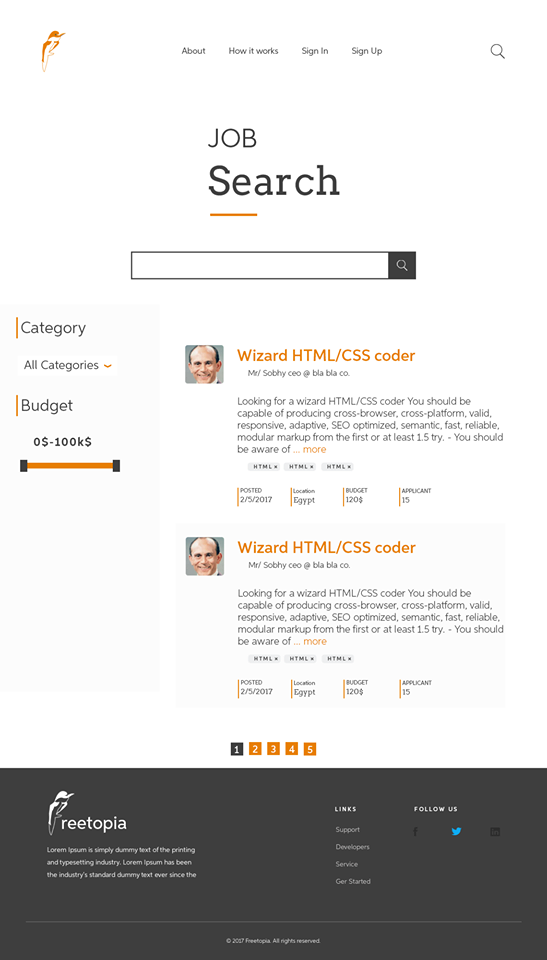 About How it works Sign In Sign Up
JOB
Search
Category
All Categories
Budget
0$-100k$
Wizard HTML/CSS coder
Mr/ Sobhy ceo @ bla bla co.
Looking for a wizard HTML/CSS coder You should be
capable of producing cross-browser, cross-platform, valid,
responsive, adaptive, SEO optimized, semantic, fast, reliable,
modular markup from the first or at least 1.5 try. - You should
be aware of ... more
HTML × HTML × HTML ×
POSTED Location BUDGET APPLICANT
2/5/2017 Egypt 120$ 15
Wizard HTML/CSS coder
Mr/ Sobhy ceo @ bla bla co.
Looking for a wizard HTML/CSS coder You should be
capable of producing cross-browser, cross-platform, valid,
responsive, adaptive, SEO optimized, semantic, fast, reliable,
modular markup from the first or at least 1.5 try. - You should
be aware of ... more
HTML × HTML × HTML ×
POSTED Location BUDGET APPLICANT
2/5/2017 Egypt 120$ 15
1 2 3 4 5
reetopia
Lorem Ipsum is simply dummy text of the printing
and typesetting industry. Lorem Ipsum has been
the industry's standard dummy text ever since the
LINKS
Support
Developers
Service
Ger Started
FOLLOW US
© 2017 Freetopia. All rights reserved.